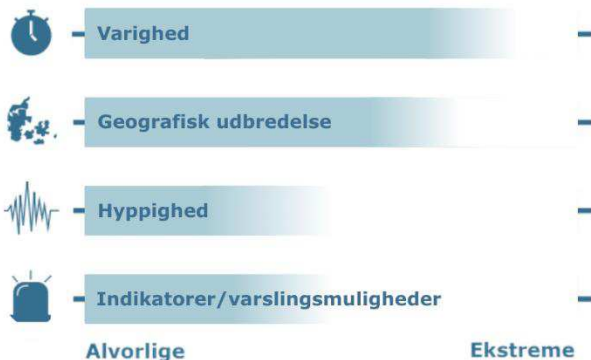 Varighed
Geografisk udbredelse
Hyppighed
Indikatorer/varslingsmuligheder
Alvorlige Ekstreme